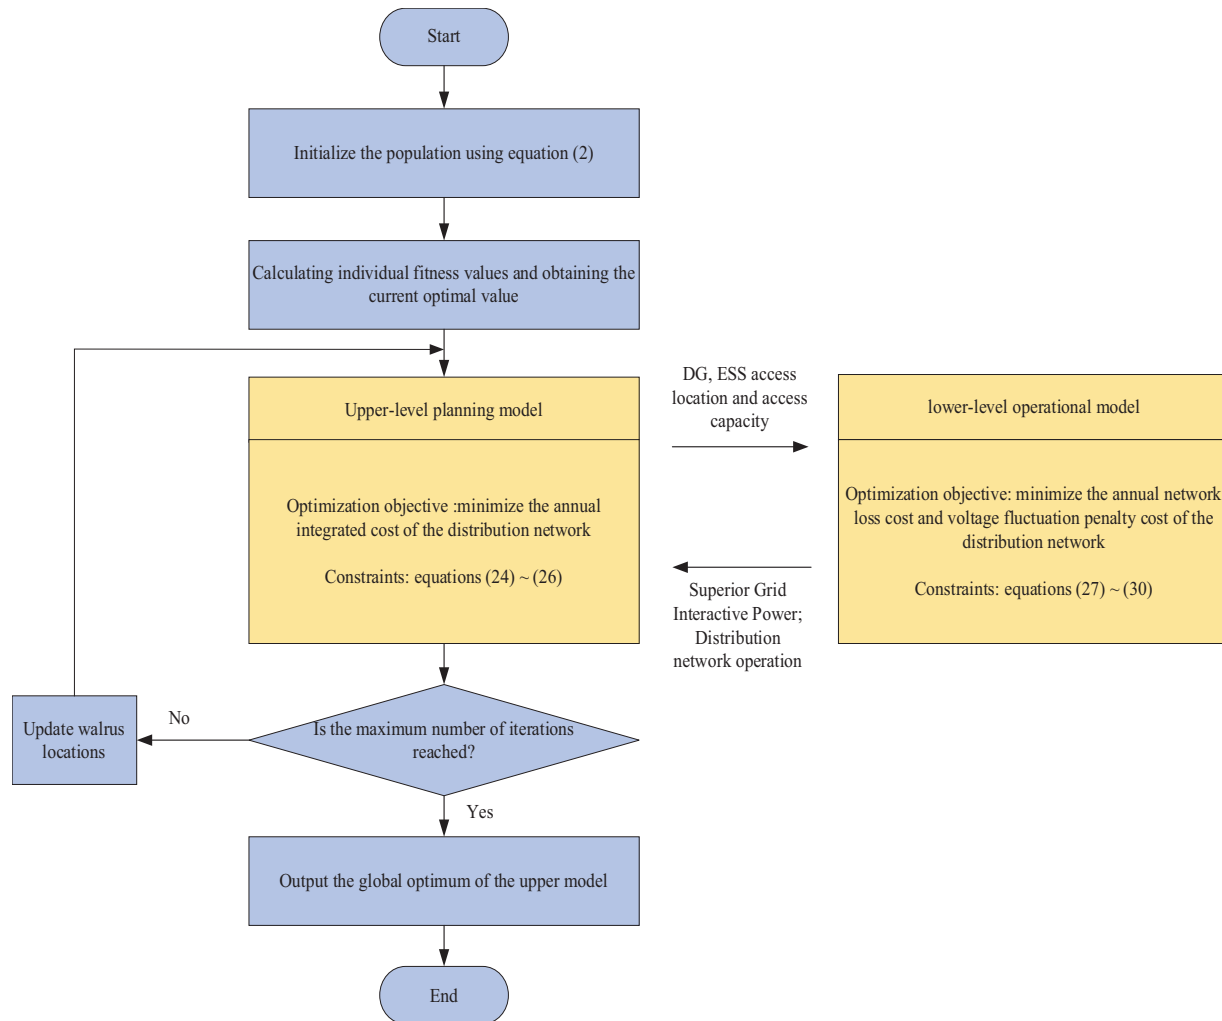 Start
Initialize the population using equation (2)
Calculating individual fitness values and obtaining the
current optimal value
Upper-level planning model
Optimization objective :minimize the annual
integrated cost of the distribution network
Constraints: equations (24) ~ (26)
DG, ESS access
location and access
capacity
Superior Grid
Interactive Power;
Distribution
network operation
lower-level operational model
Optimization objective: minimize the annual network
loss cost and voltage fluctuation penalty cost of the
distribution network
Constraints: equations (27) ~ (30)
Is the maximum number of iterations
reached?
No
Update walrus
locations
Yes
Output the global optimum of the upper model
End